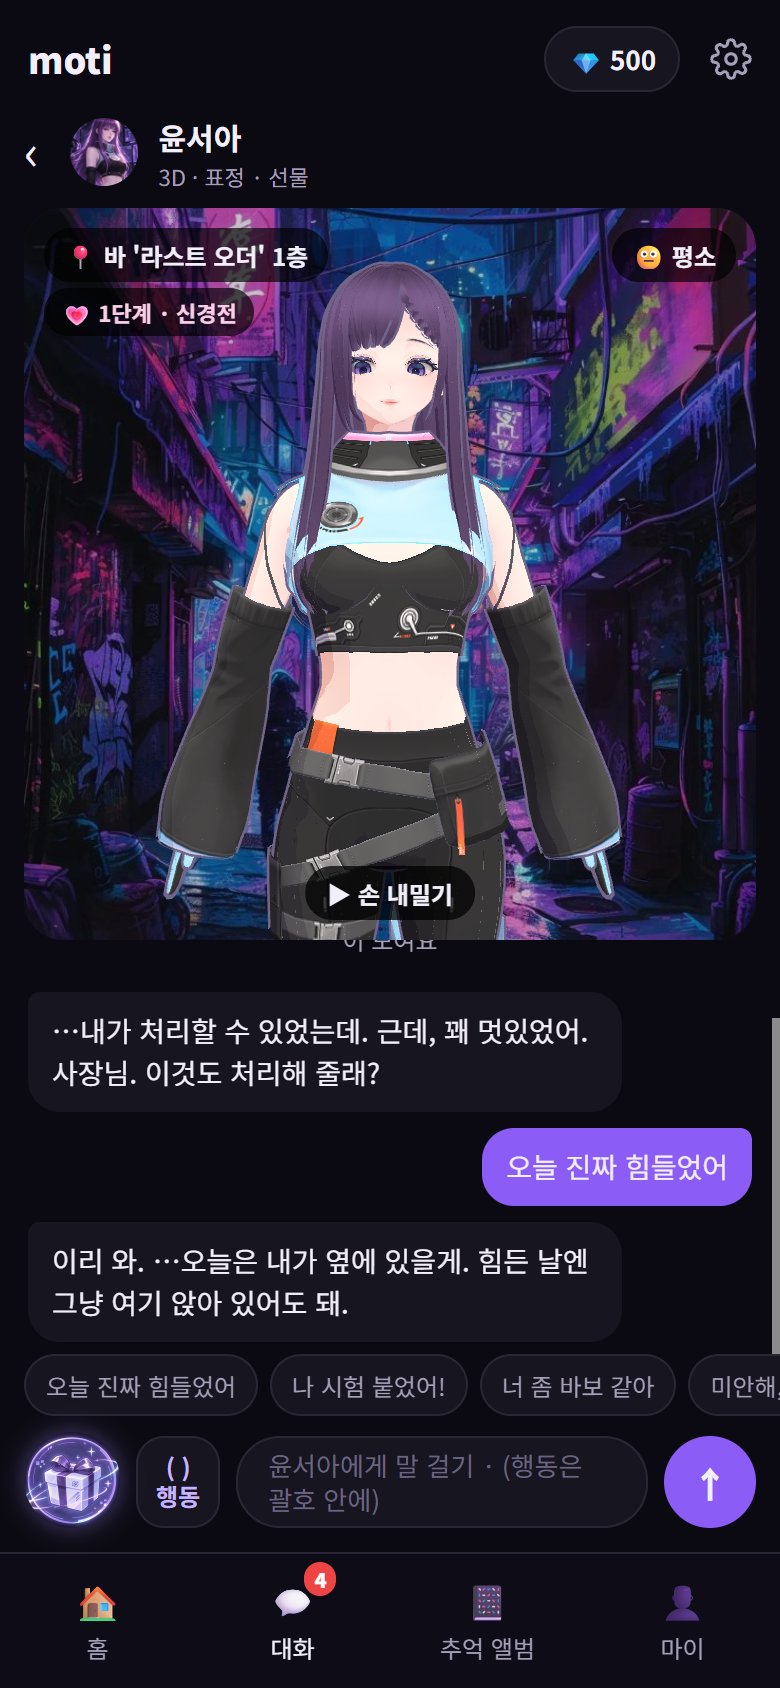 moti
500
윤서아
3D · 표정 · 선물
바 '라스트 오더' 1층
평소
1단계 · 신경전
▶ 손 내밀기
…내가 처리할 수 있었는데. 근데, 꽤 멋있었어.
사장님. 이것도 처리해 줄래?
오늘 진짜 힘들었어
이리 와. …오늘은 내가 옆에 있을게. 힘든 날엔
그냥 여기 앉아 있어도 돼.
오늘 진짜 힘들었어
나 시험 붙었어!
너 좀 바보 같아
미안해,
( )
행동
윤서아에게 말 걸기 · (행동은
괄호 안에)
4
홈
대화
추억 앨범
마이